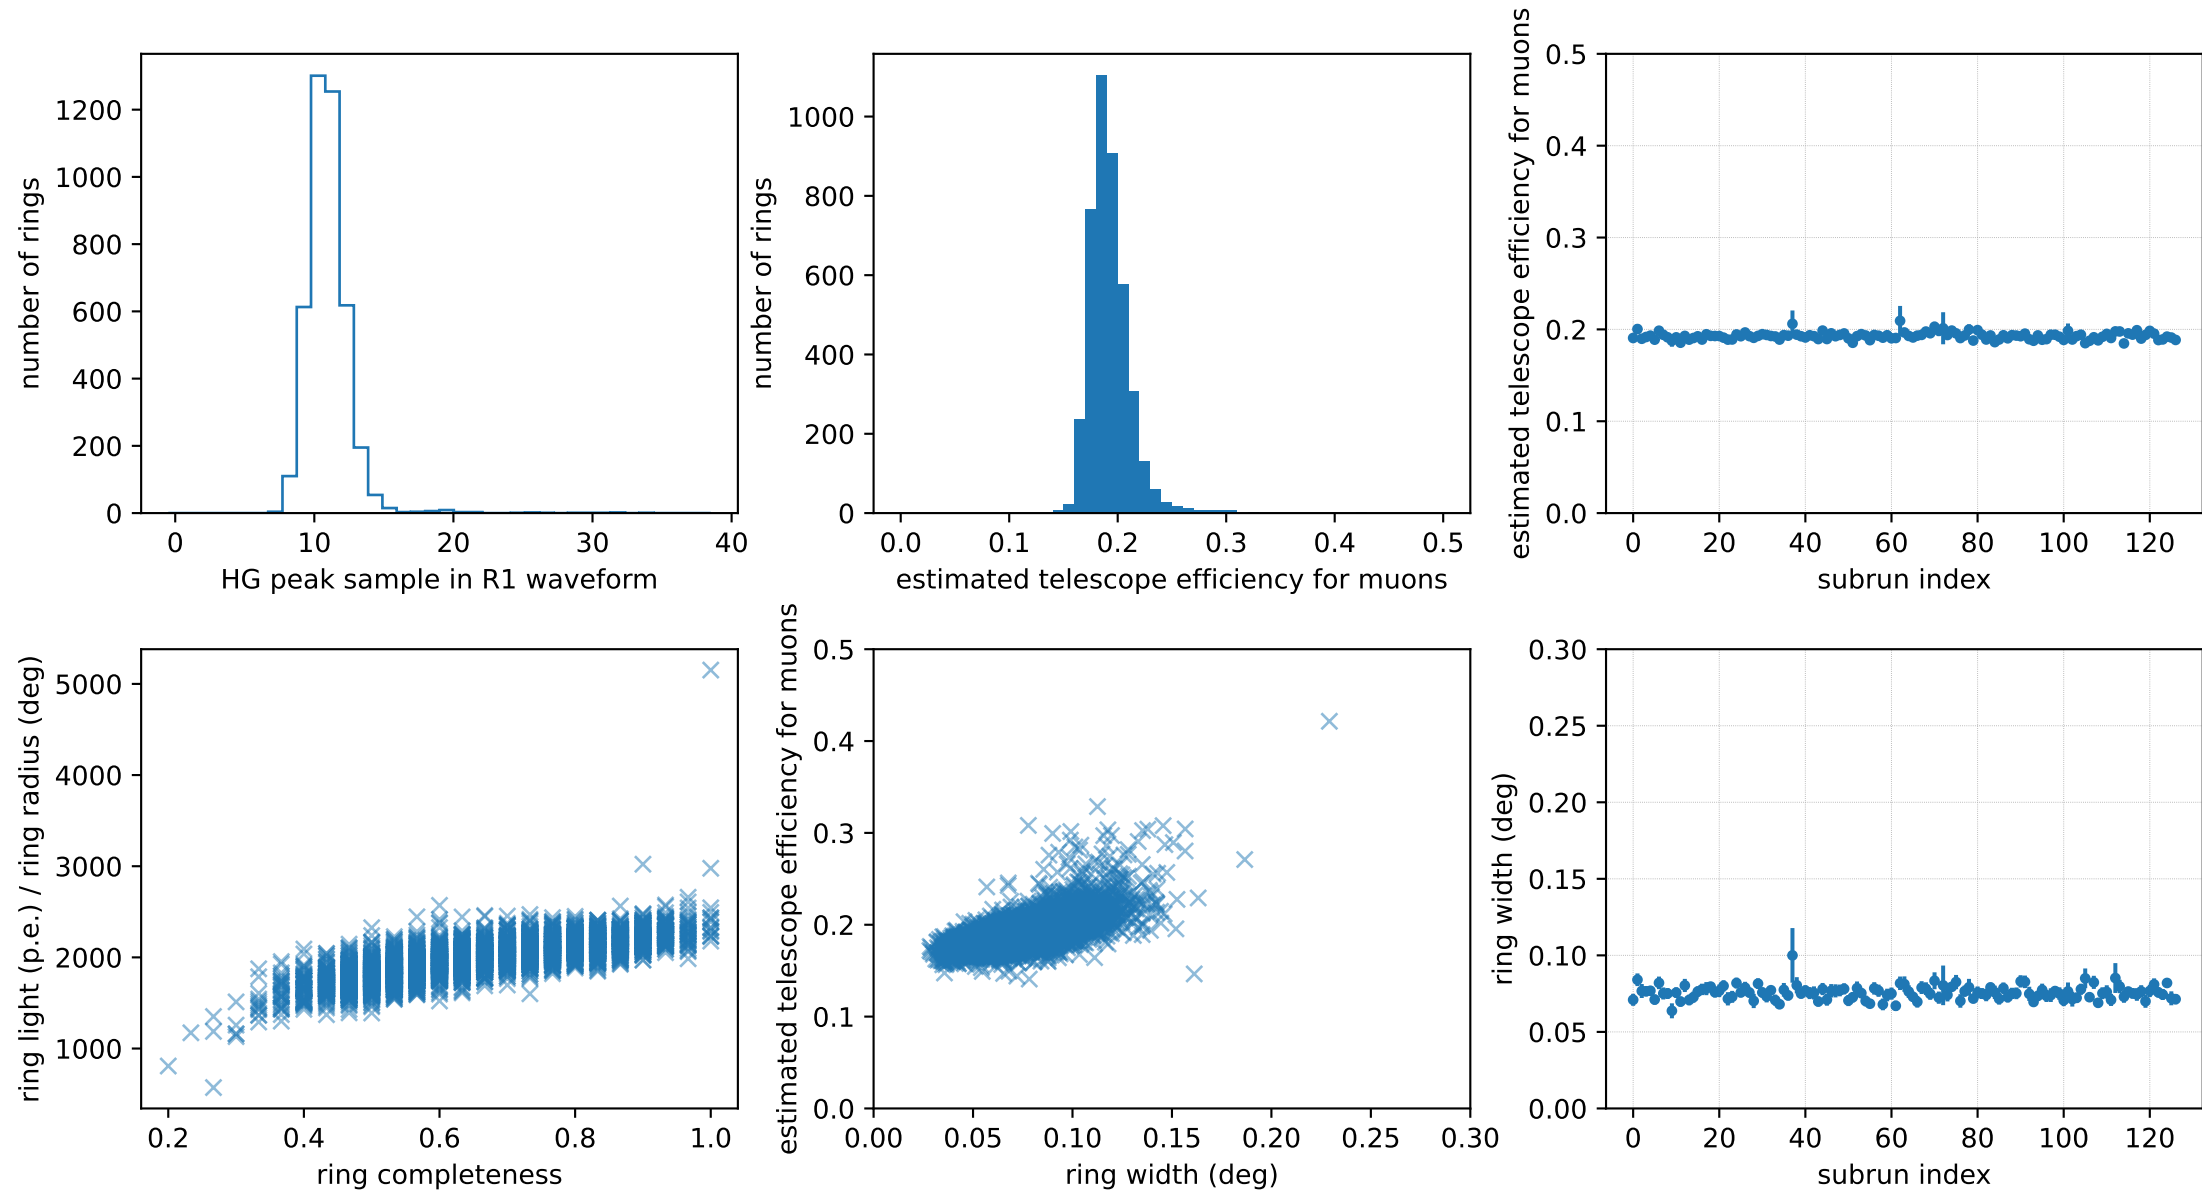 number of rings
0
200
400
600
800
1000
1200
0 10 20 30 40
HG peak sample in R1 waveform
number of rings
0
200
400
600
800
1000
0.0 0.1 0.2 0.3 0.4 0.5
estimated telescope efficiency for muons
estimated telescope efficiency for muons
0.5
0.4
0.3
0.2
0.1
0.0
0 20 40 60 80 100 120
subrun index
ring light (p.e.) / ring radius (deg)
5000
4000
3000
2000
1000
0.2 0.4 0.6 0.8 1.0
ring completeness
estimated telescope efficiency for muons
0.5
0.4
0.3
0.2
0.1
0.0
0.00 0.05 0.10 0.15 0.20 0.25 0.30
ring width (deg)
ring width (deg)
0.30
0.25
0.20
0.15
0.10
0.05
0.00
0 20 40 60 80 100 120
subrun index